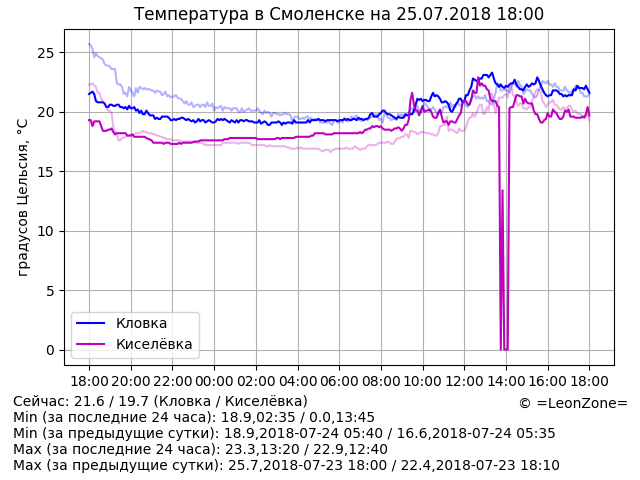 Температура в Смоленске на 25.07.2018 18:00
градусов Цельсия, °C
25
20
15
10
5
0
Кловка
Киселёвка
18:00 20:00 22:00 00:00 02:00 04:00 06:00 08:00 10:00 12:00 14:00 16:00 18:00
Сейчас: 21.6 / 19.7 (Кловка / Киселёвка)
© =LeonZone=
Min (за последние 24 часа): 18.9,02:35 / 0.0,13:45
Min (за предыдущие сутки): 18.9,2018-07-24 05:40 / 16.6,2018-07-24 05:35
Max (за последние 24 часа): 23.3,13:20 / 22.9,12:40
Max (за предыдущие сутки): 25.7,2018-07-23 18:00 / 22.4,2018-07-23 18:10